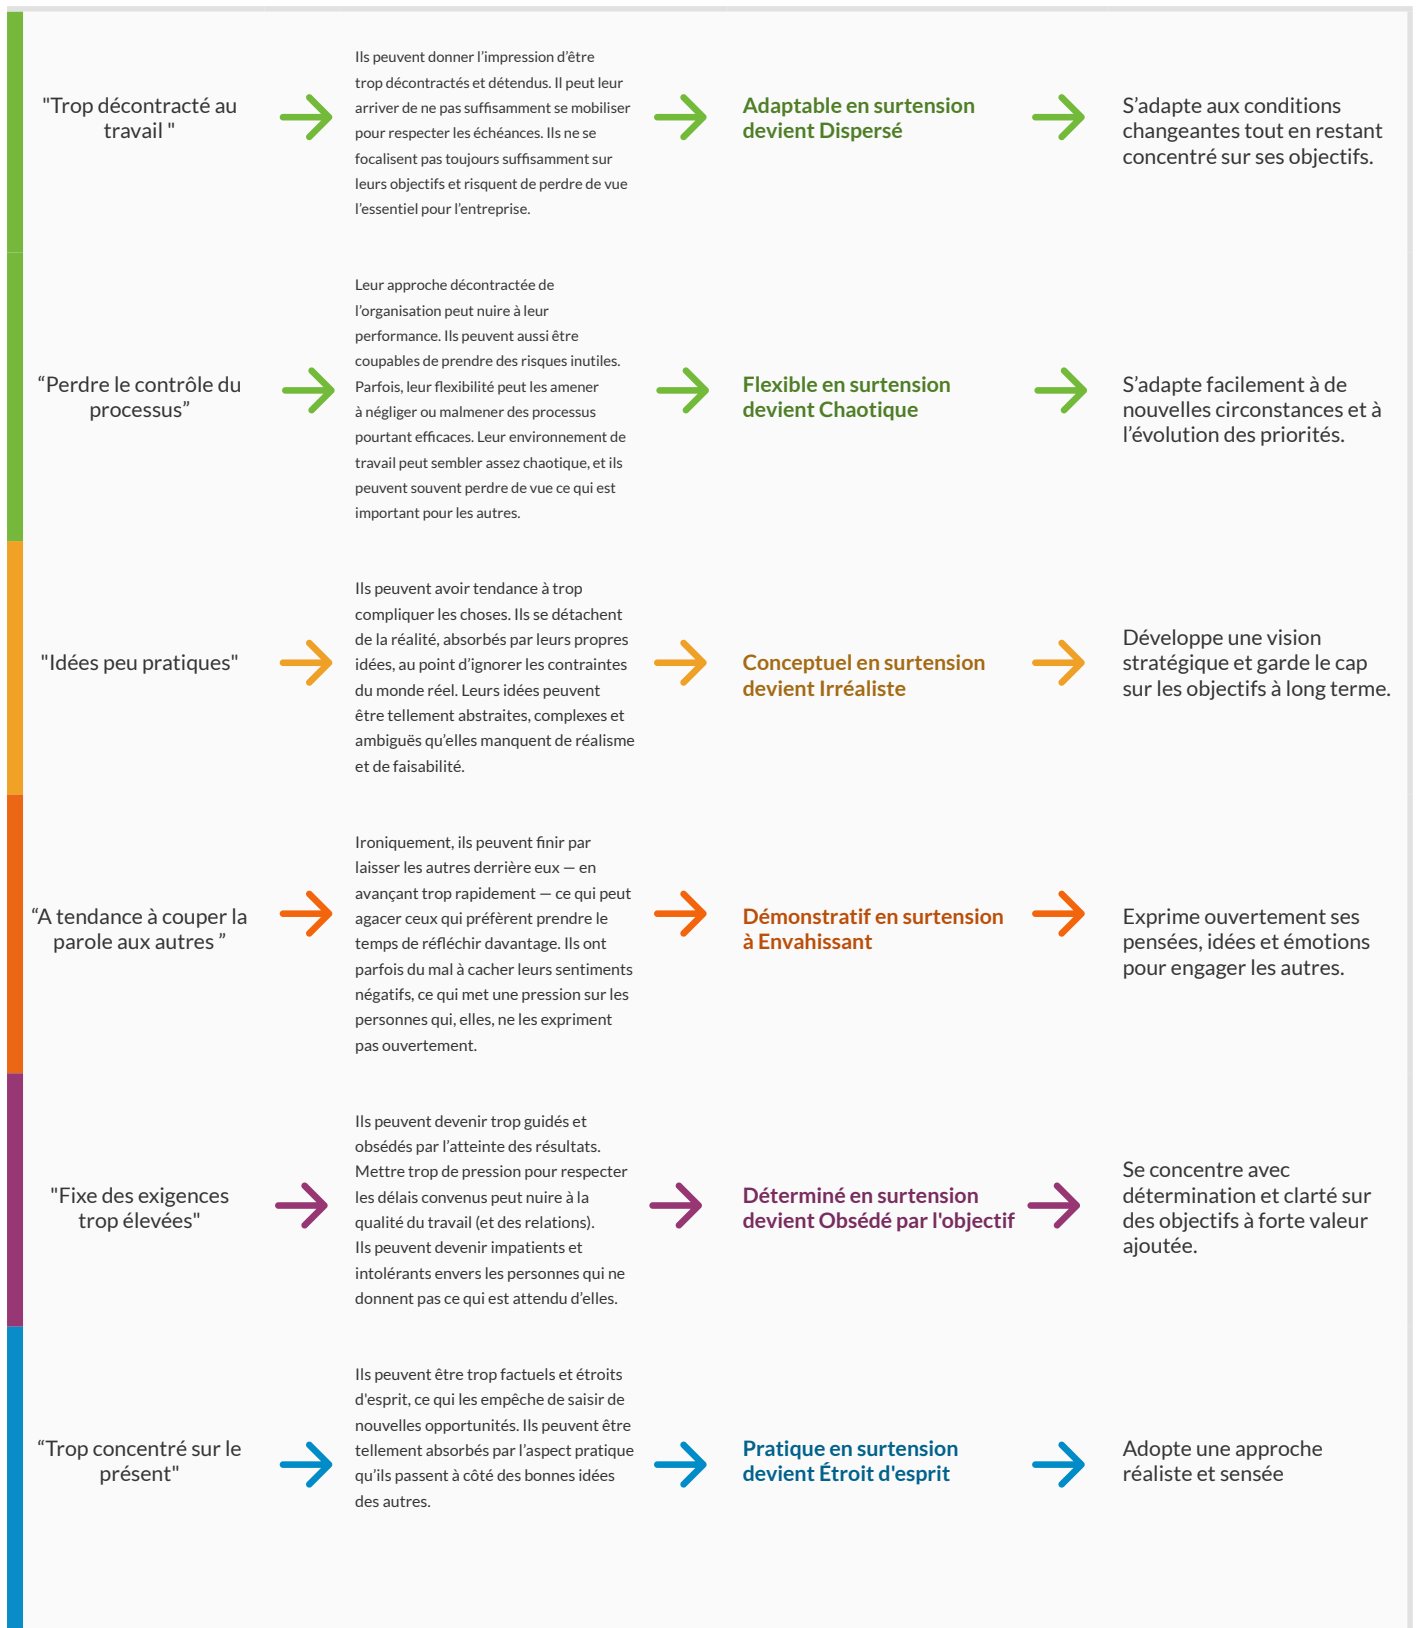 "Trop décontracté au
travail "
Ils peuvent donner l’impression d’être
trop décontractés et détendus. Il peut leur
arriver de ne pas suffisamment se mobiliser
pour respecter les échéances. Ils ne se
focalisent pas toujours suffisamment sur
leurs objectifs et risquent de perdre de vue
l’essentiel pour l’entreprise.
Adaptable en surtension
devient Dispersé
S’adapte aux conditions
changeantes tout en restant
concentré sur ses objectifs.
“Perdre le contrôle du
processus”
Leur approche décontractée de
l’organisation peut nuire à leur
performance. Ils peuvent aussi être
coupables de prendre des risques inutiles.
Parfois, leur flexibilité peut les amener
à négliger ou malmener des processus
pourtant efficaces. Leur environnement de
travail peut sembler assez chaotique, et ils
peuvent souvent perdre de vue ce qui est
important pour les autres.
Flexible en surtension
devient Chaotique
S’adapte facilement à de
nouvelles circonstances et à
l’évolution des priorités.
"Idées peu pratiques"
Ils peuvent avoir tendance à trop
compliquer les choses. Ils se détachent
de la réalité, absorbés par leurs propres
idées, au point d’ignorer les contraintes
du monde réel. Leurs idées peuvent
être tellement abstraites, complexes et
ambiguës qu’elles manquent de réalisme
et de faisabilité.
Conceptuel en surtension
devient Irréaliste
Développe une vision
stratégique et garde le cap
sur les objectifs à long terme.
“A tendance à couper la
parole aux autres ”
Ironiquement, ils peuvent finir par
laisser les autres derrière eux — en
avançant trop rapidement — ce qui peut
agacer ceux qui préfèrent prendre le
temps de réfléchir davantage. Ils ont
parfois du mal à cacher leurs sentiments
négatifs, ce qui met une pression sur les
personnes qui, elles, ne les expriment
pas ouvertement.
Démonstratif en surtension
à Envahissant
Exprime ouvertement ses
pensées, idées et émotions
pour engager les autres.
"Fixe des exigences
trop élevées"
Ils peuvent devenir trop guidés et
obsédés par l’atteinte des résultats.
Mettre trop de pression pour respecter
les délais convenus peut nuire à la
qualité du travail (et des relations).
Ils peuvent devenir impatients et
intolérants envers les personnes qui ne
donnent pas ce qui est attendu d’elles.
Déterminé en surtension
devient Obsédé par l'objectif
Se concentre avec
détermination et clarté sur
des objectifs à forte valeur
ajoutée.
“Trop concentré sur le
présent"
Ils peuvent être trop factuels et étroits
d'esprit, ce qui les empêche de saisir de
nouvelles opportunités. Ils peuvent être
tellement absorbés par l’aspect pratique
qu’ils passent à côté des bonnes idées
des autres.
Pratique en surtension
devient Étroit d'esprit
Adopte une approche
réaliste et sensée